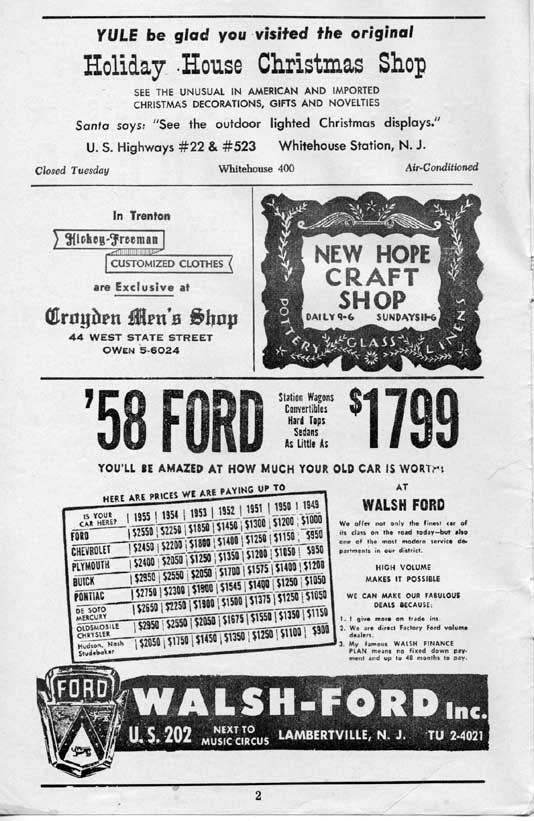 YULE be glad you visited the original
Holiday House Christmas Shop
SEE THE UNUSUAL IN AMERICAN AND IMPORTED
CHRISTMAS DECORATIONS, GIFTS AND NOVELTIES
Santa says: "See the outdoor lighted Christmas displays."
U. S. Highways #22 & #523 Whitehouse Station, N. J.
Closed Tuesday Whitehouse 400 Air-Conditioned
In Trenton
Hickey-Freeman
CUSTOMIZED CLOTHES
are Exclusive at
Croyden Men's Shop
44 WEST STATE STREET
OWEN 5-6024
NEW HOPE
CRAFT
SHOP
DAILY 9-6 SUNDAYS 11-6
POTTERY GLASS LINENS
'58 FORD
Station Wagons
Convertibles
Hard Tops
Sedans
As Little As
$1799
YOU'LL BE AMAZED AT HOW MUCH YOUR OLD CAR IS WORTH!
HERE ARE PRICES WE ARE PAYING UP TO
IS YOUR CAR HERE? 1955 1954 1953 1952 1951 1950 1949
FORD $2550 $2250 $1850 $1450 $1300 $1200 $1000
CHEVROLET $2450 $2200 $1800 $1400 $1250 $1150 $950
PLYMOUTH $2400 $2050 $1250 $1350 $1200 $1050 $950
BUICK $2950 $2550 $2050 $1700 $1575 $1400 $1200
PONTIAC $2750 $2300 $1900 $1545 $1400 $1250 $1050
DE SOTO MERCURY $2650 $2250 $1900 $1500 $1375 $1250 $1050
OLDSMOBILE CHRYSLER $2950 $2550 $2050 $1675 $1550 $1350 $1150
Hudson, Nash Studebaker $2050 $1750 $1450 $1350 $1250 $1100 $900
AT
WALSH FORD
We offer not only the finest car of
its class on the road today—but also
one of the most modern service de-
partments in our district.
HIGH VOLUME
MAKES IT POSSIBLE
WE CAN MAKE OUR FABULOUS
DEALS BECAUSE:
1. I give more on trade ins.
2. We are direct Factory Ford volume
dealers.
3. My famous WALSH FINANCE
PLAN means no fixed down pay-
ment and up to 48 months to pay.
FORD
WALSH-FORD Inc.
U. S. 202 NEXT TO MUSIC CIRCUS LAMBERTVILLE, N. J. TU 2-4021
2